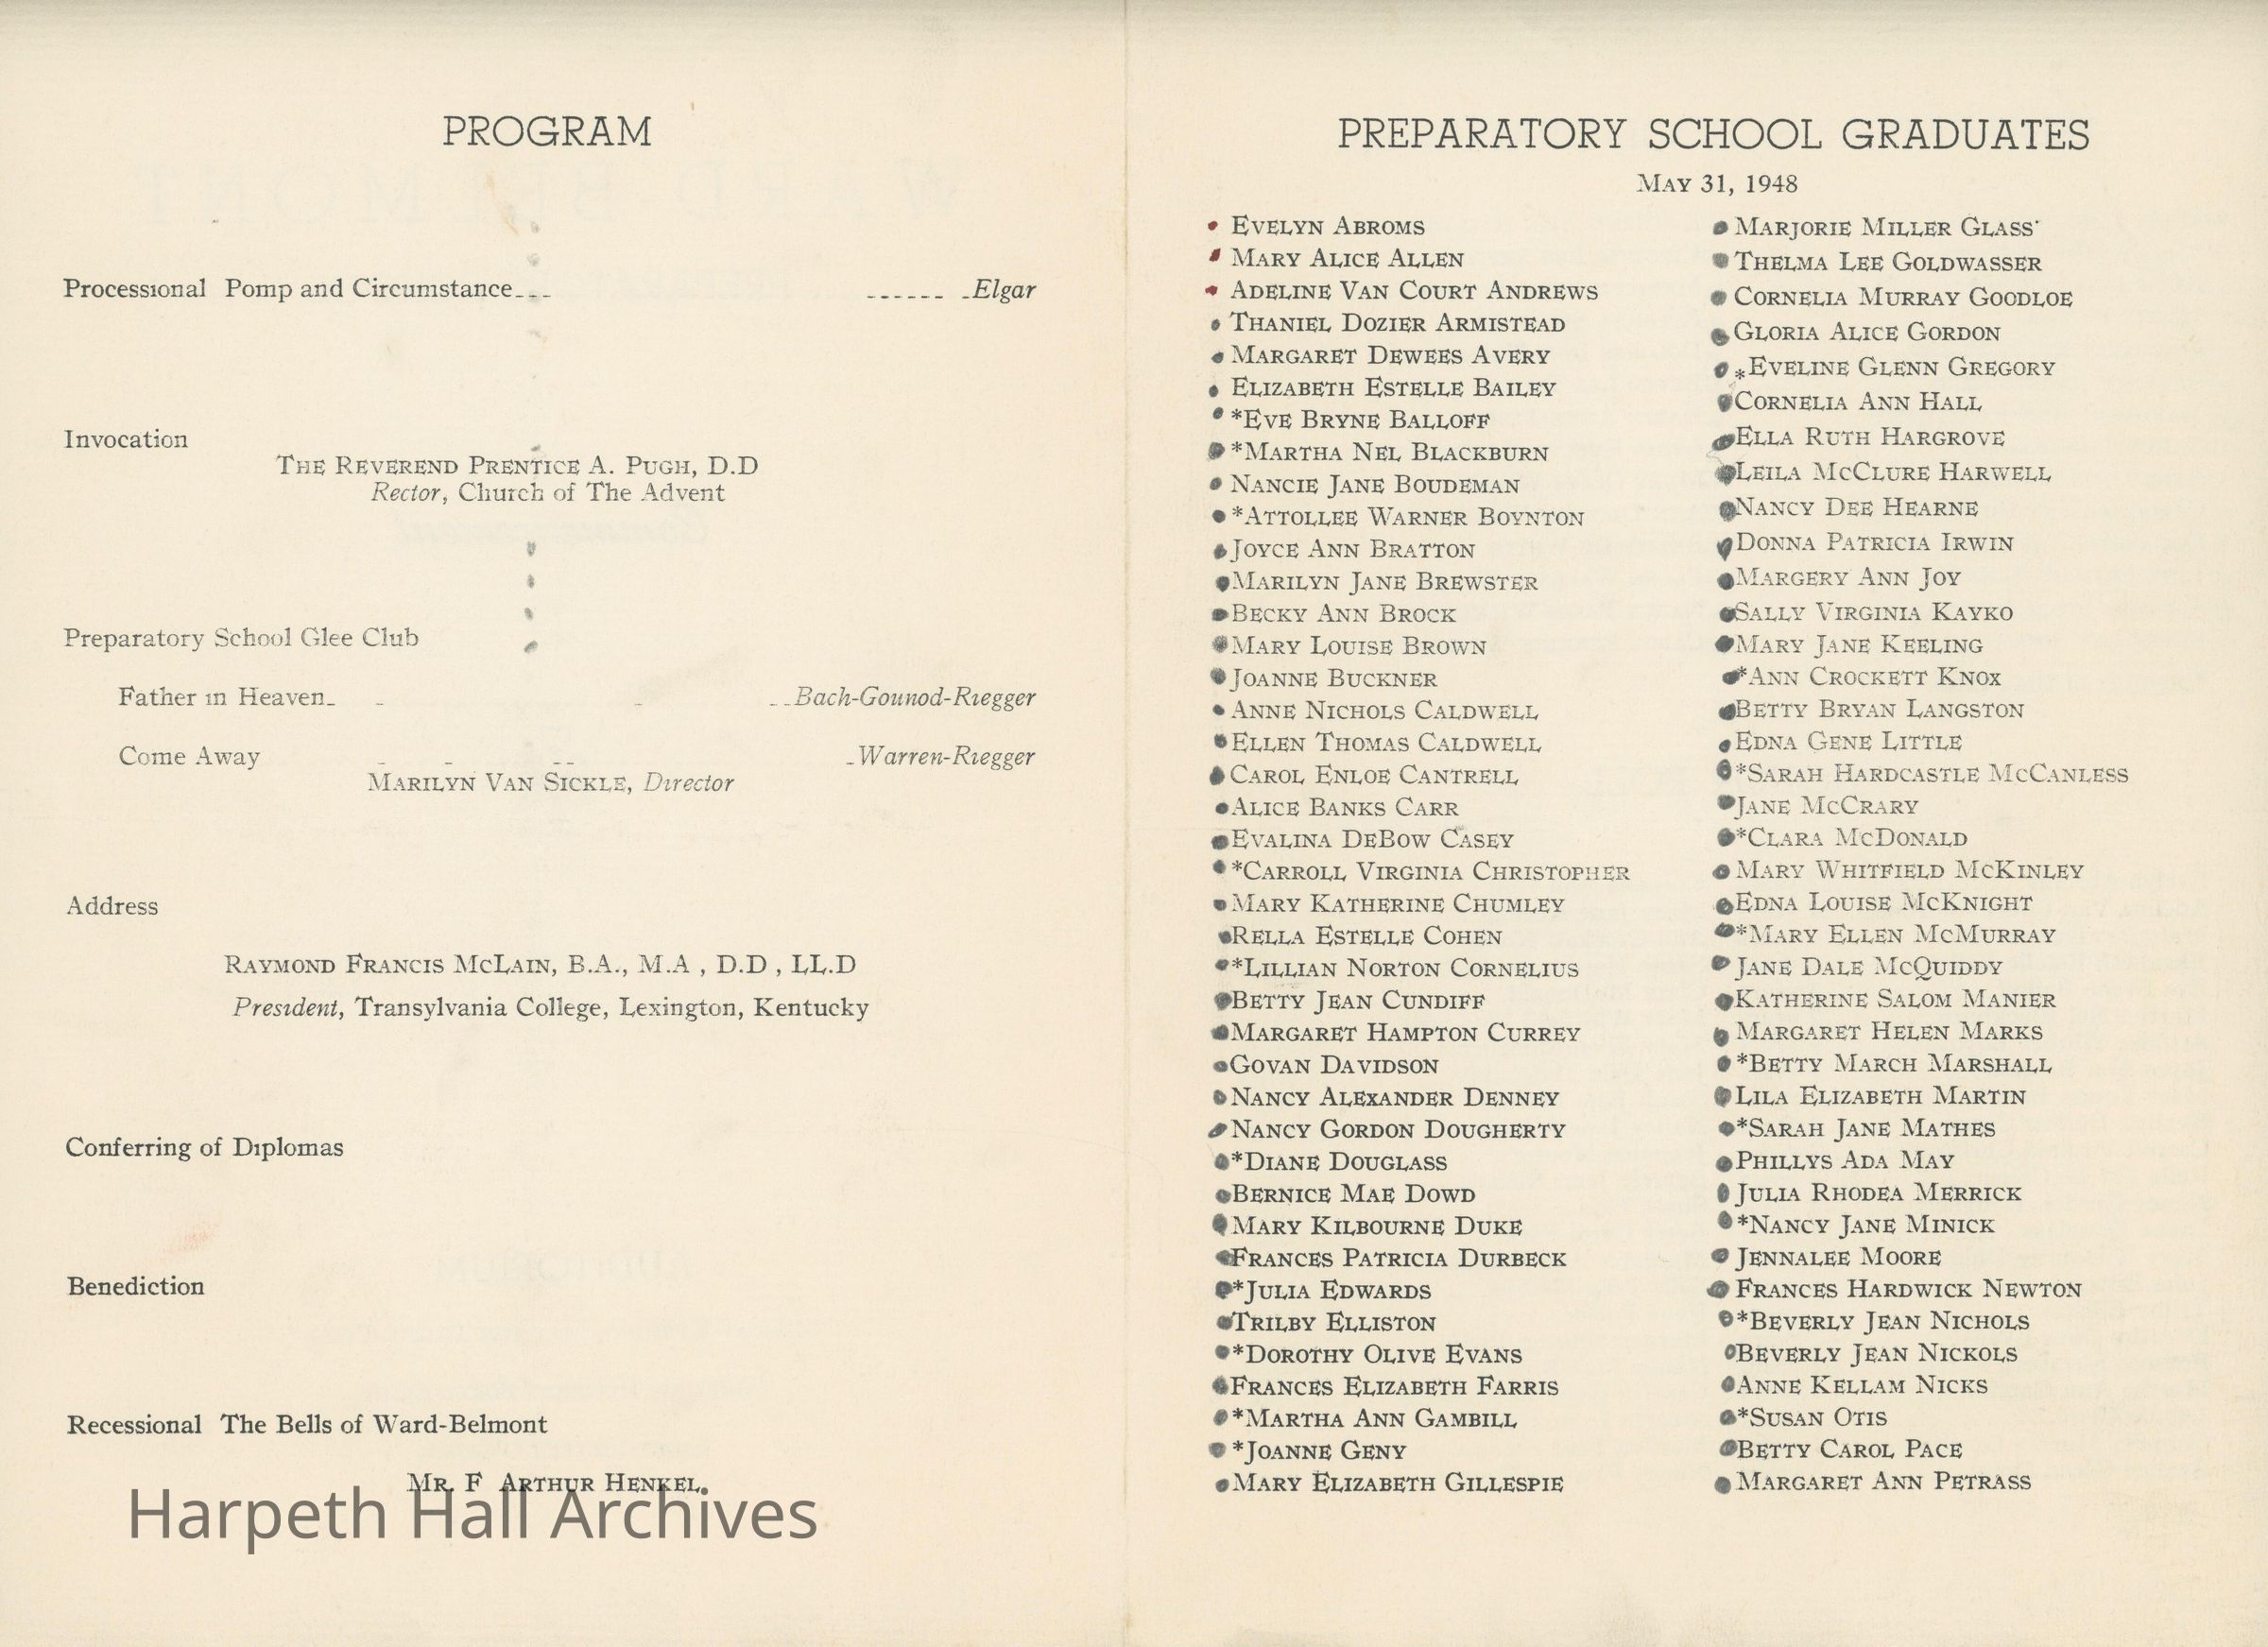 PROGRAM
Processional Pomp and Circumstance--- ------ -Elgar
Invocation
THE REVEREND PRENTICE A. PUGH, D.D
Rector, Church of The Advent
Preparatory School Glee Club
Father in Heaven- - - --Bach-Gounod-Riegger
Come Away - - -- -Warren-Riegger
MARILYN VAN SICKLE, Director
Address
RAYMOND FRANCIS MCLAIN, B.A., M.A , D.D , LL.D
President, Transylvania College, Lexington, Kentucky
Conferring of Diplomas
Benediction
Recessional The Bells of Ward-Belmont
MR. F ARTHUR HENKEL.
Harpeth Hall Archives
PREPARATORY SCHOOL GRADUATES
MAY 31, 1948
EVELYN ABROMS
MARY ALICE ALLEN
ADELINE VAN COURT ANDREWS
THANIEL DOZIER ARMISTEAD
MARGARET DEWEES AVERY
ELIZABETH ESTELLE BAILEY
*EVE BRYNE BALLOFF
*MARTHA NEL BLACKBURN
NANCIE JANE BOUDEMAN
*ATTOLLEE WARNER BOYNTON
JOYCE ANN BRATTON
MARILYN JANE BREWSTER
BECKY ANN BROCK
MARY LOUISE BROWN
JOANNE BUCKNER
ANNE NICHOLS CALDWELL
ELLEN THOMAS CALDWELL
CAROL ENLOE CANTRELL
ALICE BANKS CARR
EVALINA DEBOW CASEY
*CARROLL VIRGINIA CHRISTOPHER
MARY KATHERINE CHUMLEY
RELLA ESTELLE COHEN
*LILLIAN NORTON CORNELIUS
BETTY JEAN CUNDIFF
MARGARET HAMPTON CURREY
GOVAN DAVIDSON
NANCY ALEXANDER DENNEY
NANCY GORDON DOUGHERTY
*DIANE DOUGLASS
BERNICE MAE DOWD
MARY KILBOURNE DUKE
FRANCES PATRICIA DURBECK
*JULIA EDWARDS
TRILBY ELLISTON
*DOROTHY OLIVE EVANS
FRANCES ELIZABETH FARRIS
*MARTHA ANN GAMBILL
*JOANNE GENY
MARY ELIZABETH GILLESPIE
MARJORIE MILLER GLASS
THELMA LEE GOLDWASSER
CORNELIA MURRAY GOODLOE
GLORIA ALICE GORDON
*EVELINE GLENN GREGORY
CORNELIA ANN HALL
ELLA RUTH HARGROVE
LEILA MCCLURE HARWELL
NANCY DEE HEARNE
DONNA PATRICIA IRWIN
MARGERY ANN JOY
SALLY VIRGINIA KAYKO
MARY JANE KEELING
*ANN CROCKETT KNOX
BETTY BRYAN LANGSTON
EDNA GENE LITTLE
*SARAH HARDCASTLE MCCANLESS
JANE MCCRARY
*CLARA MCDONALD
MARY WHITFIELD MCKINLEY
EDNA LOUISE MCKNIGHT
*MARY ELLEN MCMURRAY
JANE DALE MCQUIDDY
KATHERINE SALOM MANIER
MARGARET HELEN MARKS
*BETTY MARCH MARSHALL
LILA ELIZABETH MARTIN
*SARAH JANE MATHES
PHILLYS ADA MAY
JULIA RHODEA MERRICK
*NANCY JANE MINICK
JENNALEE MOORE
FRANCES HARDWICK NEWTON
*BEVERLY JEAN NICHOLS
BEVERLY JEAN NICKOLS
ANNE KELLAM NICKS
*SUSAN OTIS
BETTY CAROL PACE
MARGARET ANN PETRASS